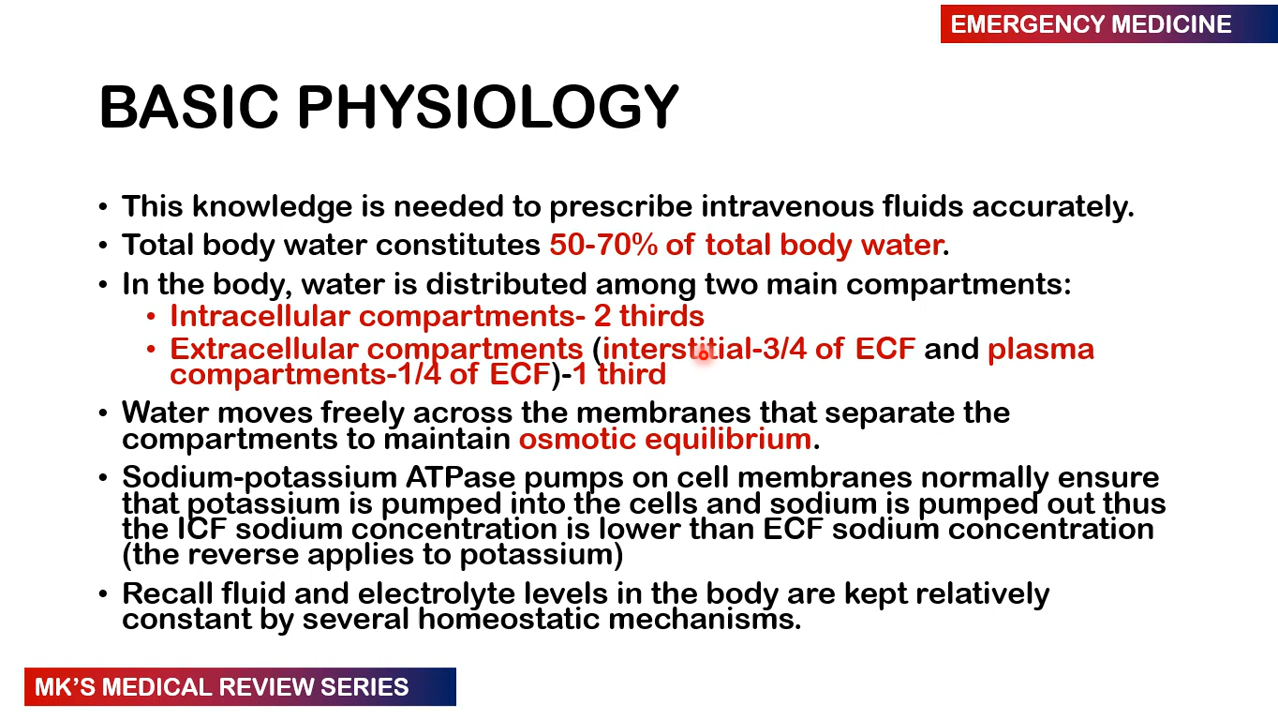 EMERGENCY MEDICINE
BASIC PHYSIOLOGY
• This knowledge is needed to prescribe intravenous fluids accurately.
• Total body water constitutes 50-70% of total body water.
• In the body, water is distributed among two main compartments:
• Intracellular compartments- 2 thirds
• Extracellular compartments (interstitial-3/4 of ECF and plasma
compartments-1/4 of ECF)-1 third
• Water moves freely across the membranes that separate the
compartments to maintain osmotic equilibrium.
• Sodium-potassium ATPase pumps on cell membranes normally ensure
that potassium is pumped into the cells and sodium is pumped out thus
the ICF sodium concentration is lower than ECF sodium concentration
(the reverse applies to potassium)
• Recall fluid and electrolyte levels in the body are kept relatively
constant by several homeostatic mechanisms.
MK'S MEDICAL REVIEW SERIES